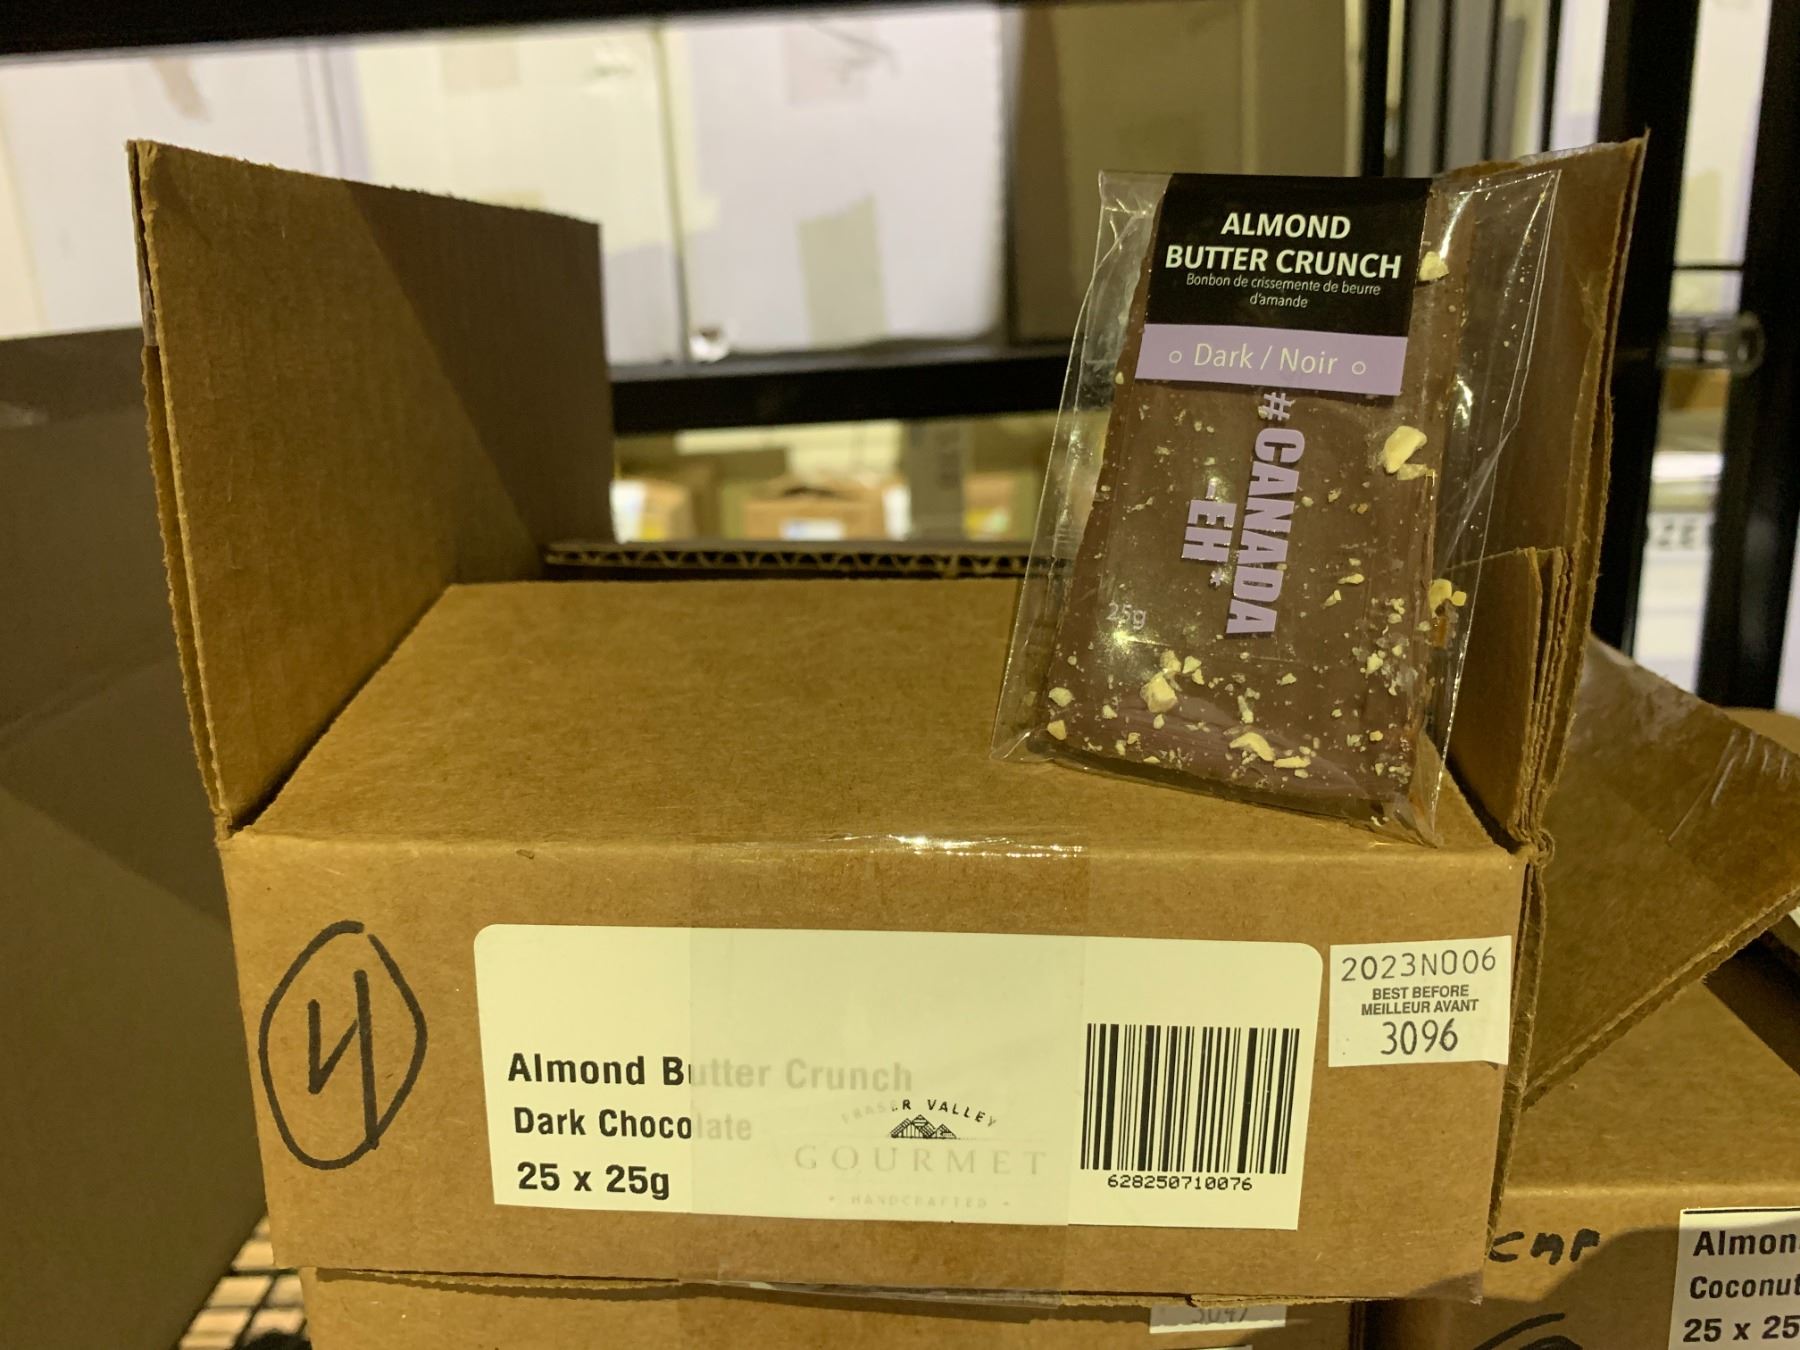 ALMOND
BUTTER CRUNCH
Bonbon de crissemente de beurre
d'amande
Dark / Noir
#CANADA
-EH*
25g
4
Almond Butter Crunch
Dark Chocolate
25 x 25g
FRASER VALLEY
GOURMET
• HANDCRAFTED •
628250710076
2023N006
BEST BEFORE
MEILLEUR AVANT
3096
CMP
Almon
Coconut
25 x 25